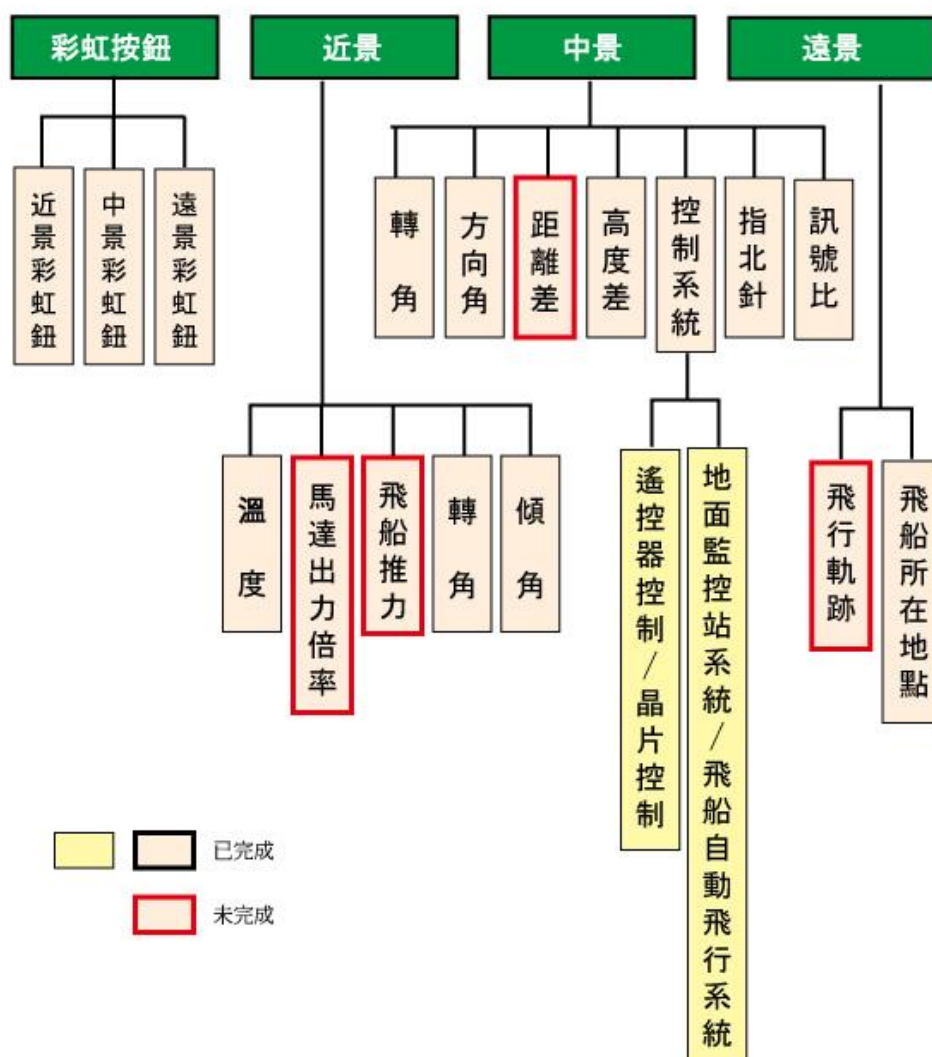 彩虹按鈕
近景
中景
遠景
近景彩虹鈕
中景彩虹鈕
遠景彩虹鈕
轉角
方向角
距離差
高度差
控制系統
指北針
訊號比
溫度
馬達出力倍率
飛船推力
轉角
傾角
遙控器控制/晶片控制
地面監控站系統/飛船自動飛行系統
飛行軌跡
飛船所在地點
已完成
未完成